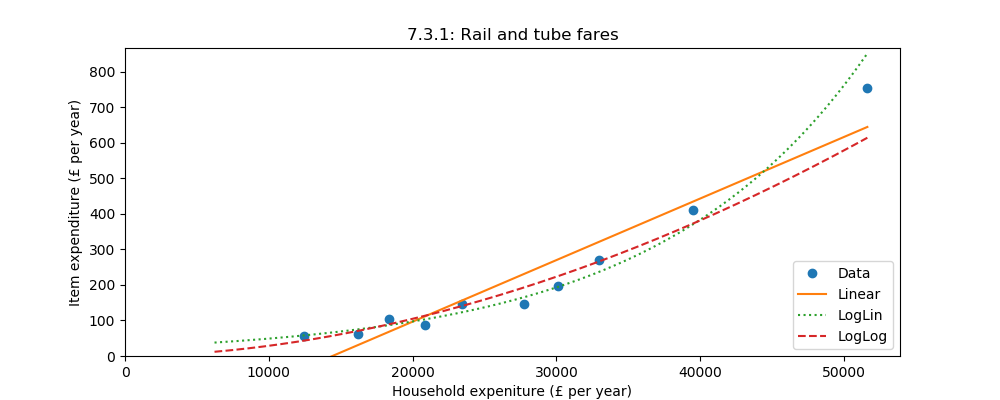 7.3.1: Rail and tube fares
Item expenditure (£ per year)
800
700
600
500
400
300
200
100
0
Data
Linear
LogLin
LogLog
0 10000 20000 30000 40000 50000
Household expeniture (£ per year)